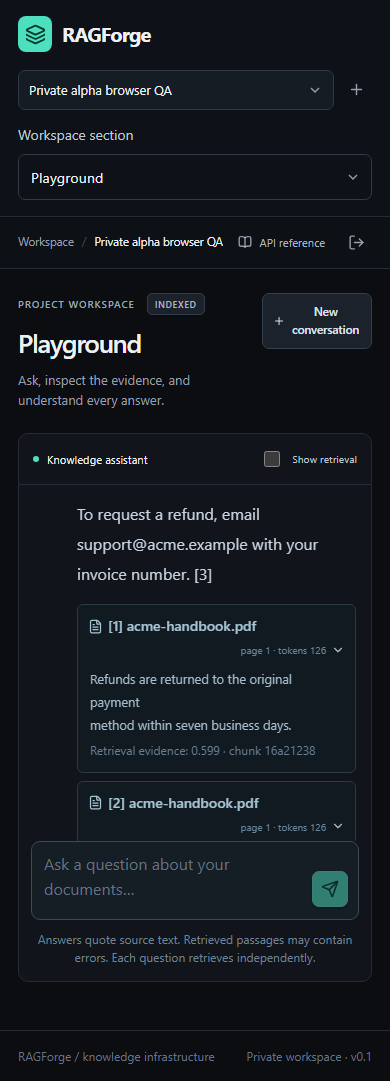 RAGForge
Private alpha browser QA
Workspace section
Playground
Workspace / Private alpha browser QA API reference
PROJECT WORKSPACE INDEXED
+ New
conversation
Playground
Ask, inspect the evidence, and
understand every answer.
Knowledge assistant Show retrieval
To request a refund, email
support@acme.example with your
invoice number. [3]
[1] acme-handbook.pdf
page 1 · tokens 126
Refunds are returned to the original
payment
method within seven business days.
Retrieval evidence: 0.599 · chunk 16a21238
[2] acme-handbook.pdf
page 1 · tokens 126
Ask a question about your
documents...
Answers quote source text. Retrieved passages may contain
errors. Each question retrieves independently.
RAGForge / knowledge infrastructure Private workspace · v0.1